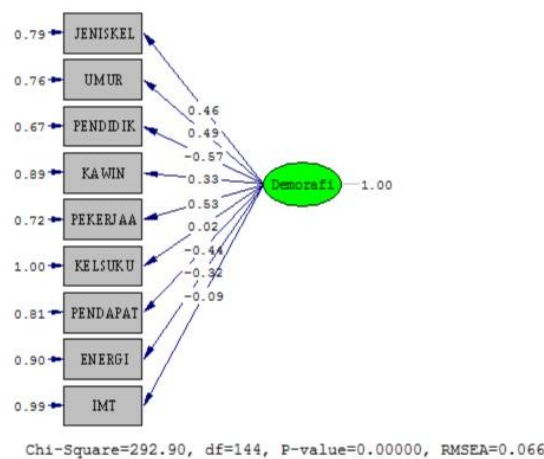 0.79 JENISKEL
0.76 UMUR
0.67 PENDIDIK
0.89 KAWIN
0.72 PEKERJAA
1.00 KELSUKU
0.81 PENDAPAT
0.90 ENERGI
0.99 IMT
0.46
0.49
-0.57
0.33
0.53
0.02
-0.44
-0.32
-0.09
Demorafi 1.00
Chi-Square=292.90, df=144, P-value=0.00000, RMSEA=0.066